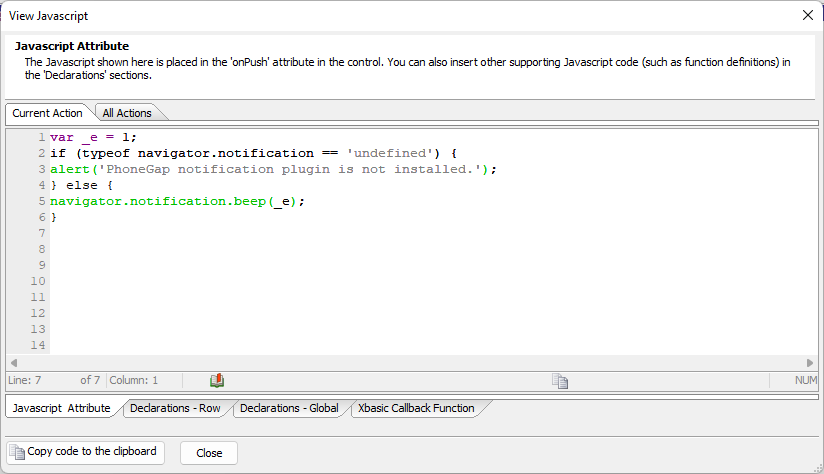 View Javascript
Javascript Attribute
The Javascript shown here is placed in the 'onPush' attribute in the control. You can also insert other supporting Javascript code (such as function definitions) in
the 'Declarations' sections.
Current Action All Actions
1 var _e = 1;
2 if (typeof navigator.notification == 'undefined') {
3 alert('PhoneGap notification plugin is not installed.');
4 } else {
5 navigator.notification.beep(_e);
6 }
7
8
9
10
11
12
13
14
Line: 7 of 7 Column: 1 NUM
Javascript Attribute Declarations - Row Declarations - Global Xbasic Callback Function
Copy code to the clipboard Close